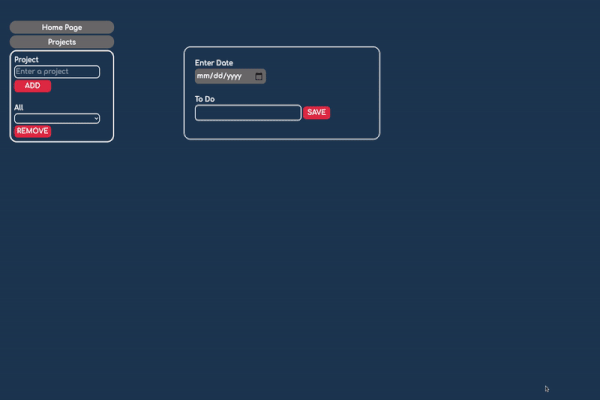 Home Page
Projects
Project
Enter a project
ADD
All
REMOVE
Enter Date
mm/dd/yyyy
To Do
SAVE